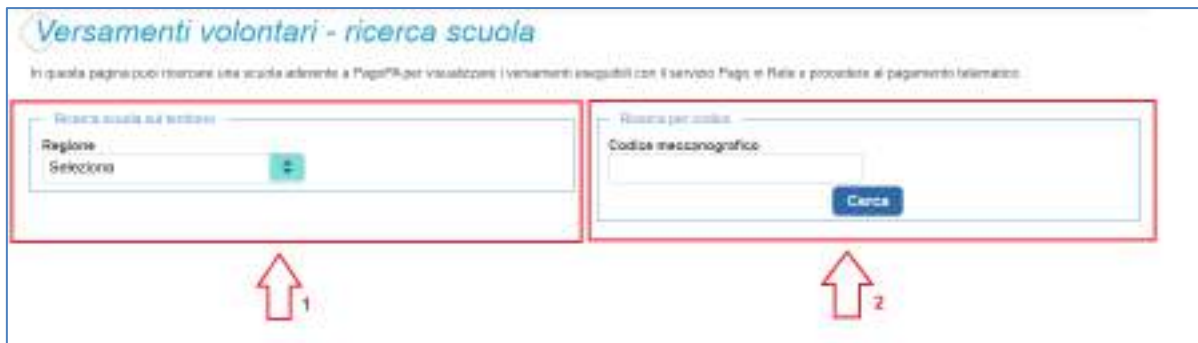 Versamenti volontari - ricerca scuola
In questa pagina puoi ricercare una scuola aderente a PagoPA per visualizzare i versamenti eseguibili con il servizio Pago in Rete e procedere al pagamento telematico.
Ricerca scuola sul territorio
Regione
Seleziona
Ricerca per codice
Codice meccanografico
Cerca
1
2